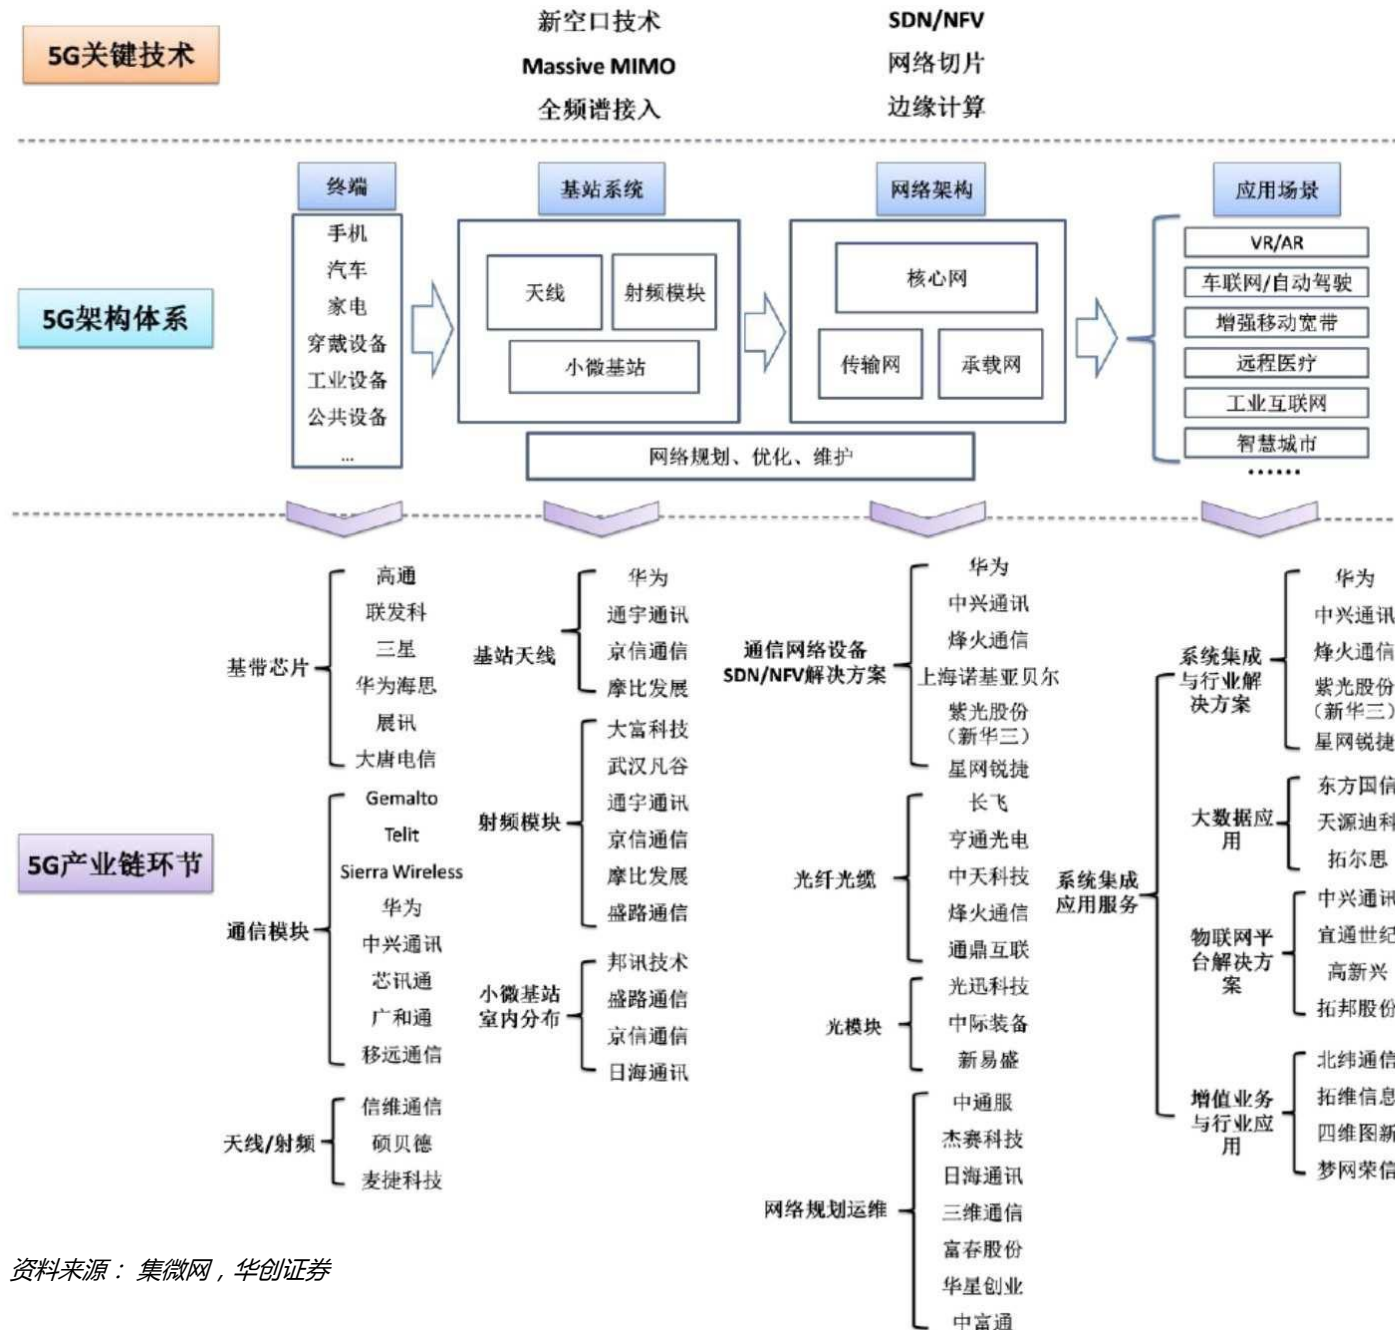 5G关键技术
新空口技术
Massive MIMO
全频谱接入
SDN/NFV
网络切片
边缘计算
5G架构体系
终端
手机
汽车
家电
穿戴设备
工业设备
公共设备
...
基站系统
天线
射频模块
小微基站
网络架构
核心网
传输网
承载网
网络规划、优化、维护
应用场景
VR/AR
车联网/自动驾驶
增强移动宽带
远程医疗
工业互联网
智慧城市
......
5G产业链环节
基带芯片
高通
联发科
三星
华为海思
展讯
大唐电信
通信模块
Gemalto
Telit
Sierra Wireless
华为
中兴通讯
芯讯通
广和通
移远通信
天线/射频
信维通信
硕贝德
麦捷科技
基站天线
华为
通宇通讯
京信通信
摩比发展
射频模块
大富科技
武汉凡谷
通宇通讯
京信通信
摩比发展
盛路通信
小微基站
室内分布
邦讯技术
盛路通信
京信通信
日海通讯
通信网络设备
SDN/NFV解决方案
华为
中兴通讯
烽火通信
上海诺基亚贝尔
紫光股份
（新华三）
星网锐捷
光纤光缆
长飞
亨通光电
中天科技
烽火通信
通鼎互联
光模块
光迅科技
中际装备
新易盛
网络规划运维
中通服
杰赛科技
日海通讯
三维通信
富春股份
华星创业
中富通
系统集成
应用服务
系统集成
与行业解
决方案
华为
中兴通讯
烽火通信
紫光股份
（新华三）
星网锐捷
大数据应
用
东方国信
天源迪科
拓尔思
物联网平
台解决方
案
中兴通讯
宜通世纪
高新兴
拓邦股份
增值业务
与行业应
用
北纬通信
拓维信息
四维图新
梦网荣信
资料来源：集微网，华创证券